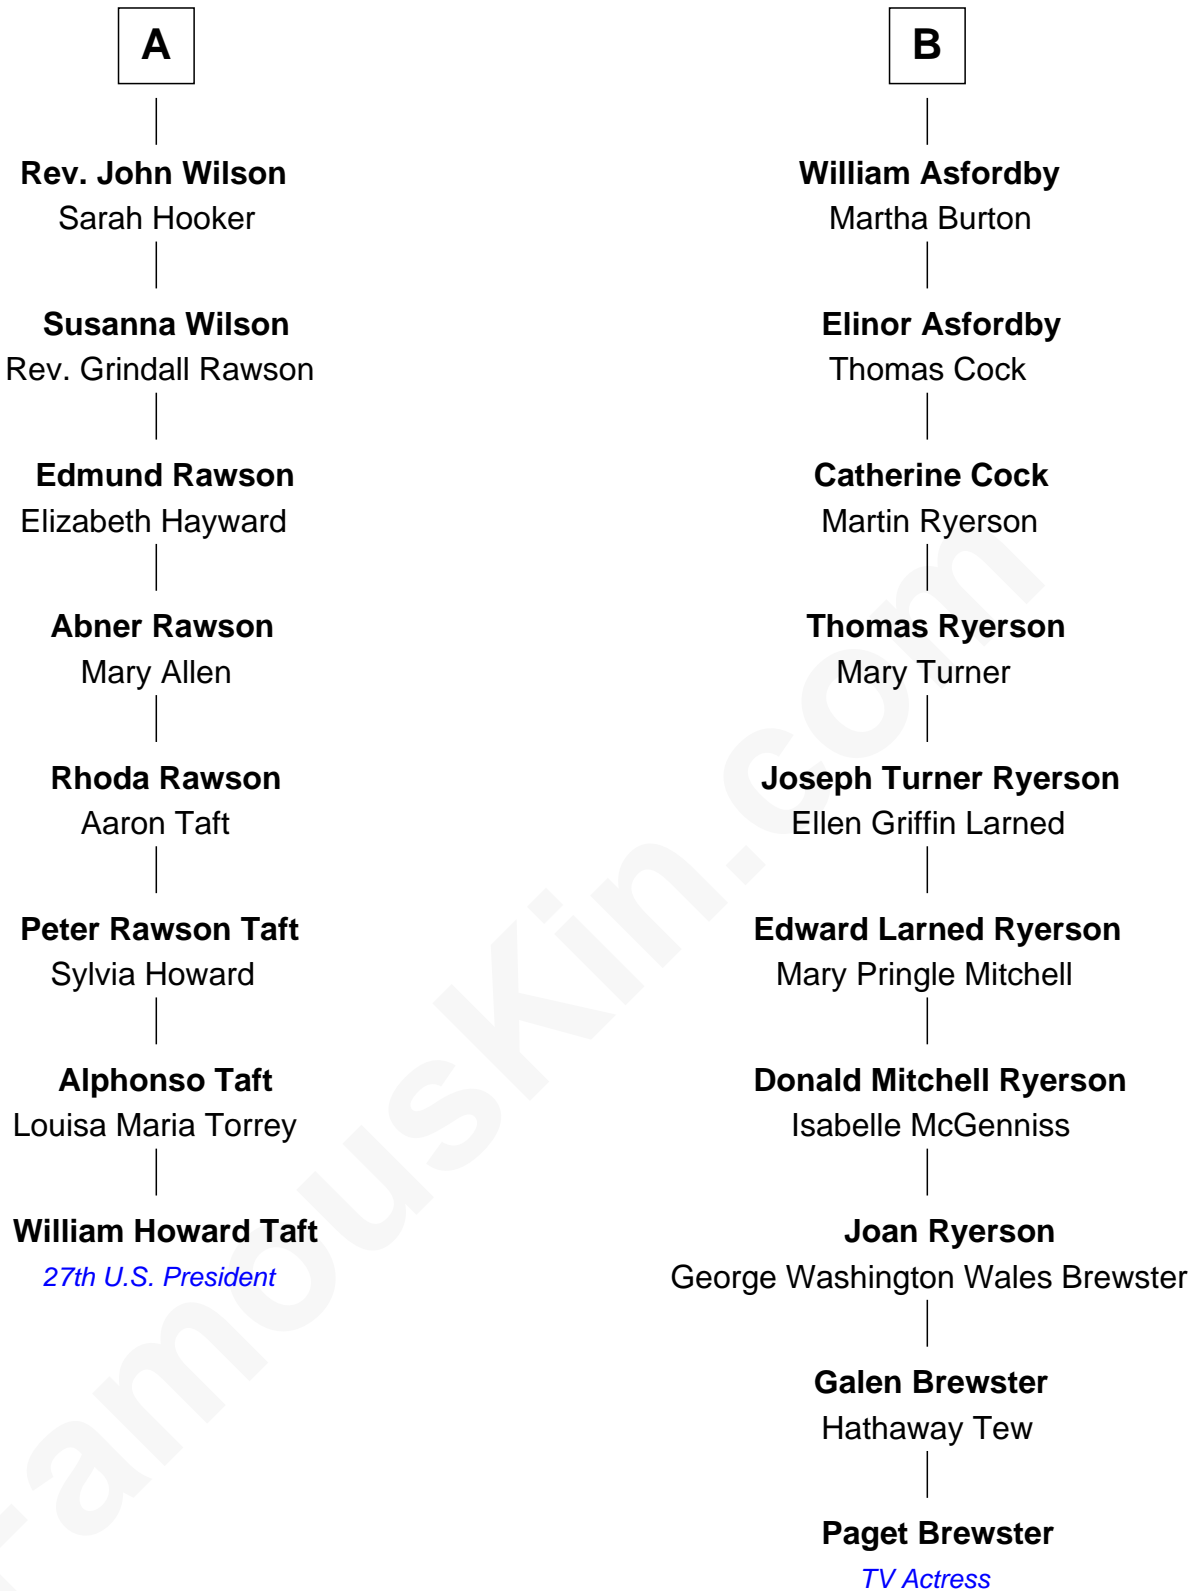 A
Rev. John Wilson
Sarah Hooker
Susanna Wilson
Rev. Grindall Rawson
Edmund Rawson
Elizabeth Hayward
Abner Rawson
Mary Allen
Rhoda Rawson
Aaron Taft
Peter Rawson Taft
Sylvia Howard
Alphonso Taft
Louisa Maria Torrey
William Howard Taft
27th U.S. President
B
William Asfordby
Martha Burton
Elinor Asfordby
Thomas Cock
Catherine Cock
Martin Ryerson
Thomas Ryerson
Mary Turner
Joseph Turner Ryerson
Ellen Griffin Larned
Edward Larned Ryerson
Mary Pringle Mitchell
Donald Mitchell Ryerson
Isabelle McGenniss
Joan Ryerson
George Washington Wales Brewster
Galen Brewster
Hathaway Tew
Paget Brewster
TV Actress
FamousKin.com